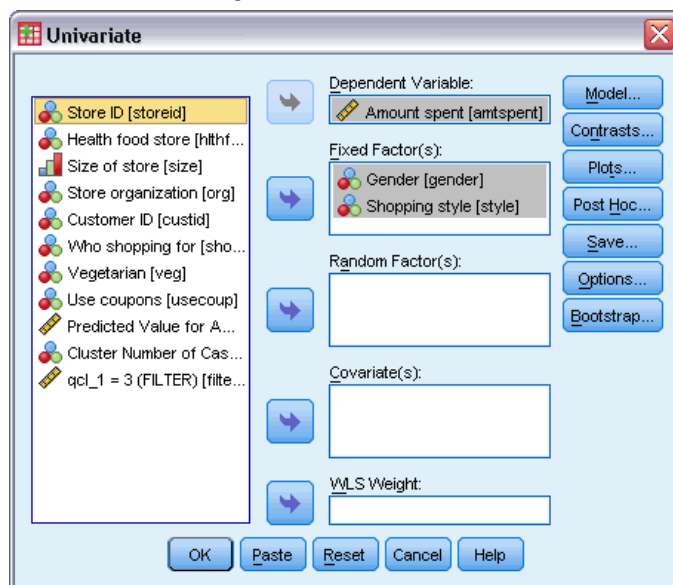 Univariate
Store ID [storeid]
Health food store [hlthf...
Size of store [size]
Store organization [org]
Customer ID [custid]
Who shopping for [sho...
Vegetarian [veg]
Use coupons [usecoup]
Predicted Value for A...
Cluster Number of Cas...
qcl_1 = 3 (FILTER) [filte...
Dependent Variable:
Amount spent [amtspent]
Fixed Factor(s):
Gender [gender]
Shopping style [style]
Random Factor(s):
Covariate(s):
WLS Weight:
Model...
Contrasts...
Plots...
Post Hoc...
Save...
Options...
Bootstrap...
OK
Paste
Reset
Cancel
Help